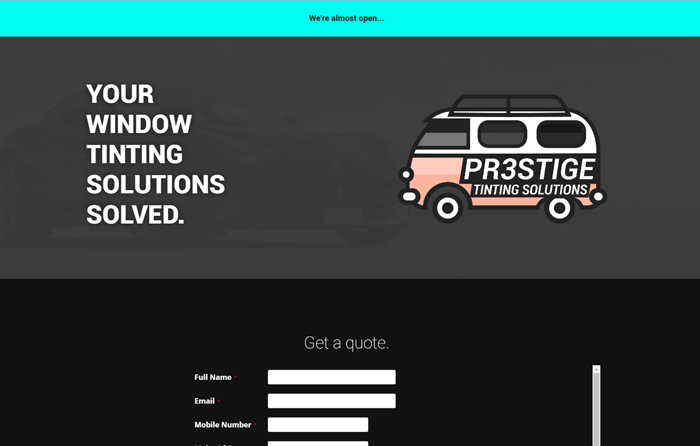 We're almost open...
YOUR
WINDOW
TINTING
SOLUTIONS
SOLVED.
PR3STIGE
TINTING SOLUTIONS
Get a quote.
Full Name *
Email *
Mobile Number *